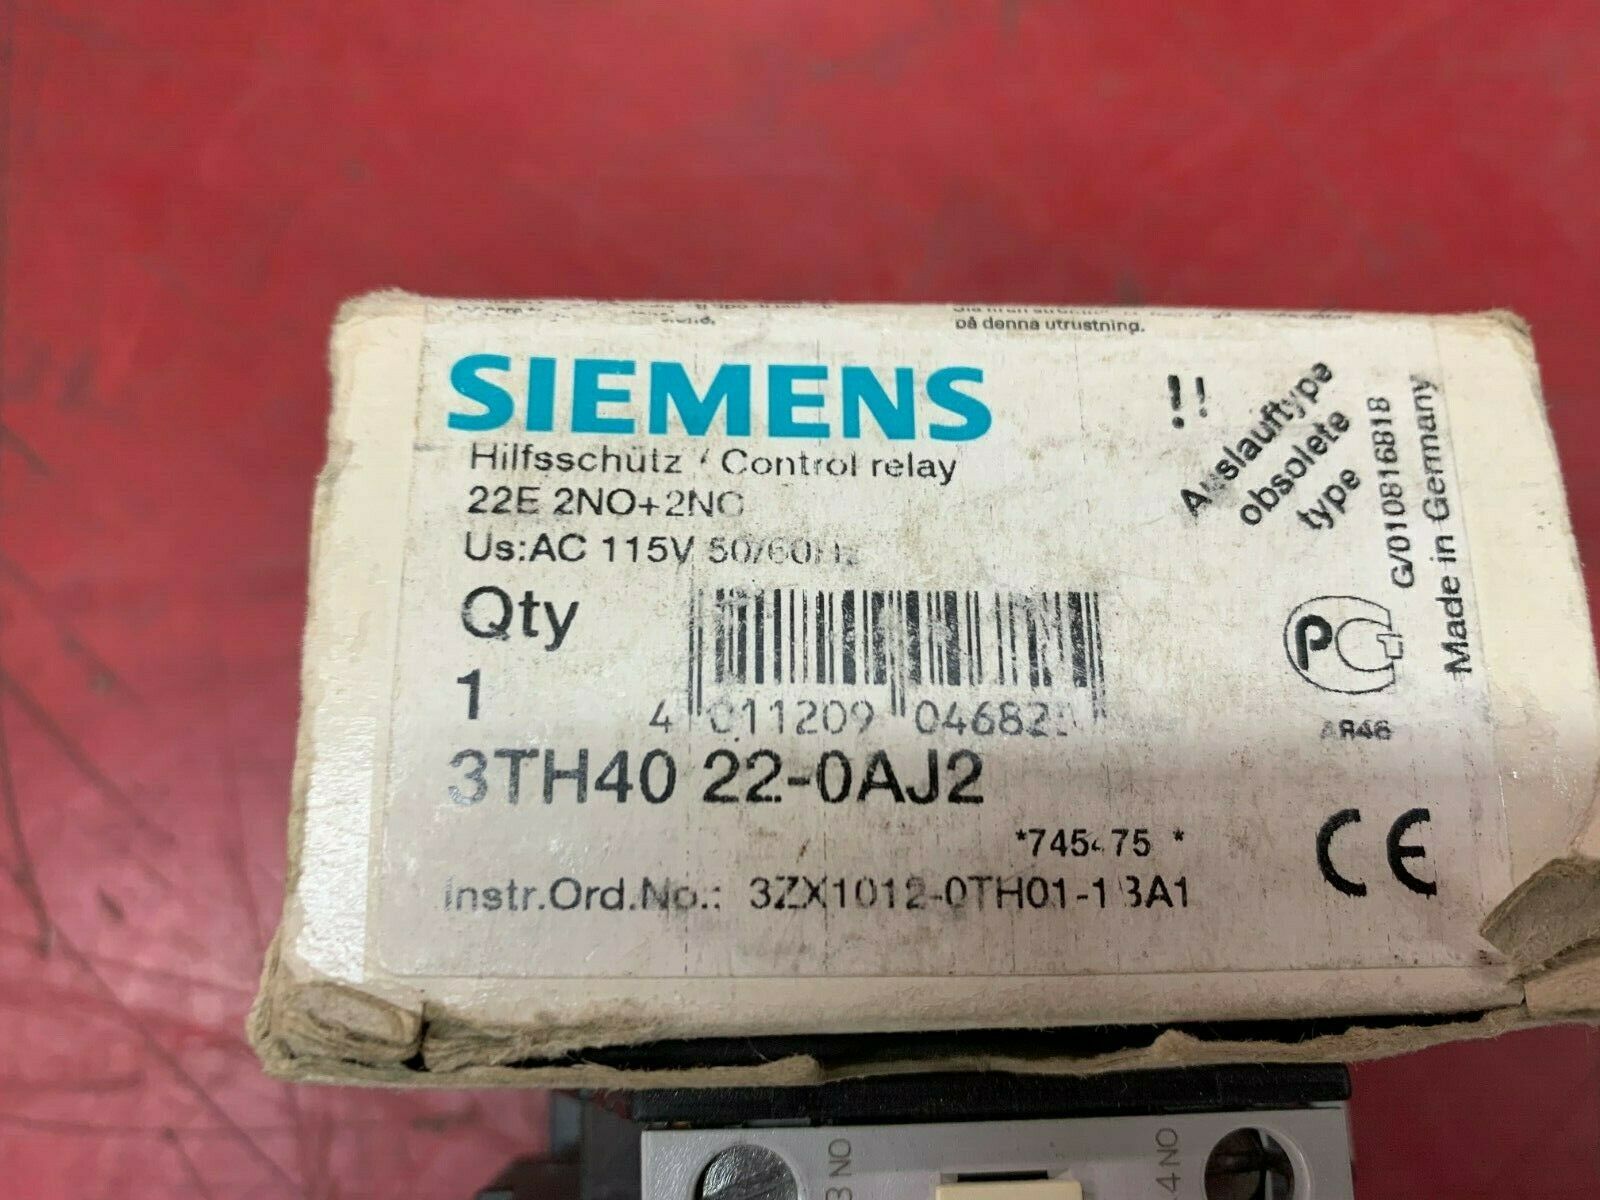 på denna utrustning.
SIEMENS
Hilfsschütz / Control relay
22E 2NO+2NC
Us:AC 115V 50/60Hz
Qty
1
4 011209 04682
3TH40 22-0AJ2
*745475 *
Instr.Ord.No.: 3ZX1012-0TH01-1BA1
!!
Auslauftype
obsolete
type
G/010816818
Made in Germany
PG
AR46
CE
3 NO
4 NO